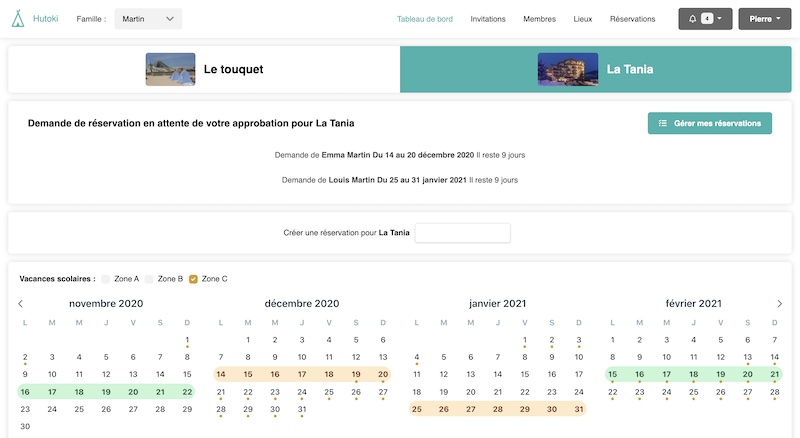 Hutoki Famille : Martin Tableau de bord Invitations Membres Lieux Réservations 4 Pierre
Le touquet La Tania
Demande de réservation en attente de votre approbation pour La Tania Gérer mes réservations
Demande de Emma Martin Du 14 au 20 décembre 2020 Il reste 9 jours
Demande de Louis Martin Du 25 au 31 janvier 2021 Il reste 9 jours
Créer une réservation pour La Tania
Vacances scolaires : Zone A Zone B Zone C
novembre 2020 décembre 2020 janvier 2021 février 2021
L M M J V S D L M M J V S D L M M J V S D L M M J V S D
1 1 2 3 4 5 6 1 2 3 1 2 3 4 5 6 7
2 3 4 5 6 7 8 7 8 9 10 11 12 13 4 5 6 7 8 9 10 8 9 10 11 12 13 14
9 10 11 12 13 14 15 14 15 16 17 18 19 20 11 12 13 14 15 16 17 15 16 17 18 19 20 21
16 17 18 19 20 21 22 21 22 23 24 25 26 27 18 19 20 21 22 23 24 22 23 24 25 26 27 28
23 24 25 26 27 28 29 28 29 30 31 25 26 27 28 29 30 31
30